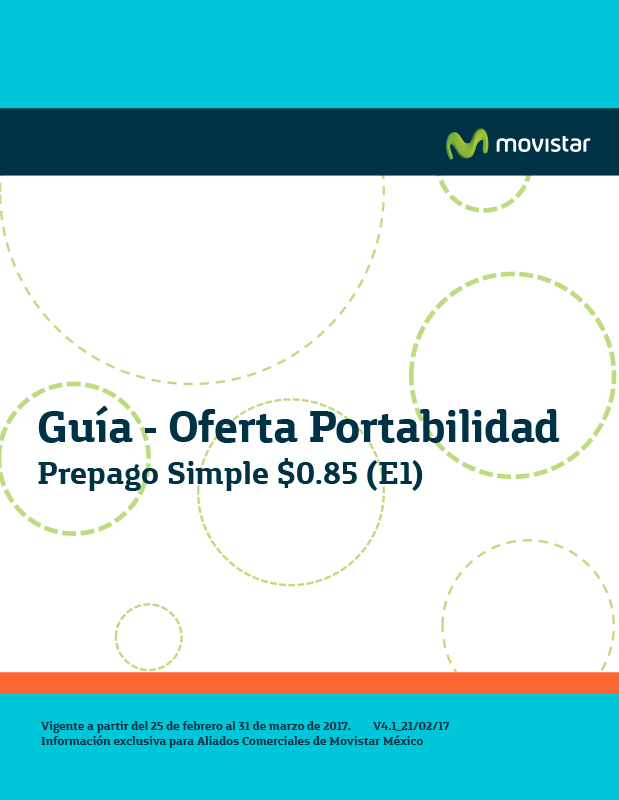 movistar
Guía - Oferta Portabilidad
Prepago Simple $0.85 (E1)
Vigente a partir del 25 de febrero al 31 de marzo de 2017. V4.1_21/02/17
Información exclusiva para Aliados Comerciales de Movistar México